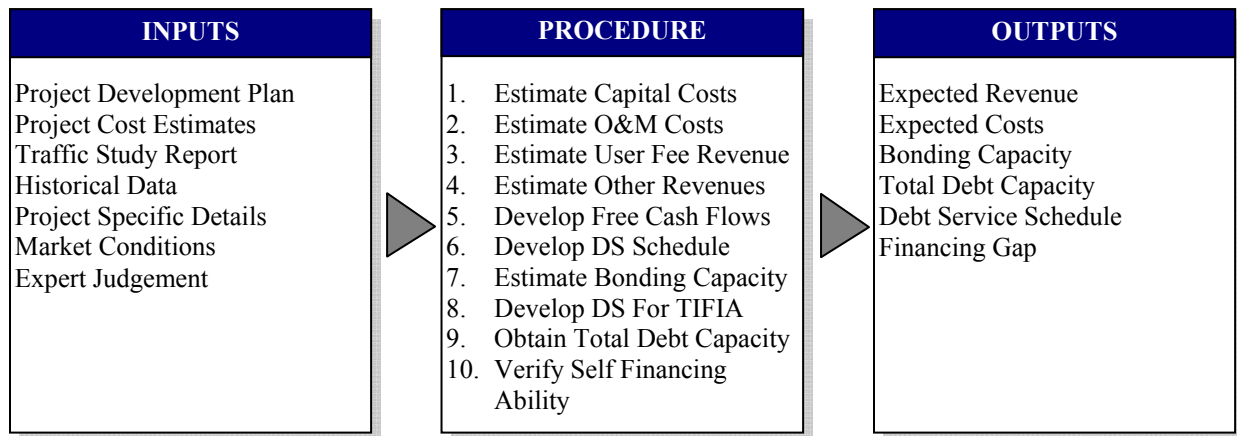 INPUTS
Project Development Plan
Project Cost Estimates
Traffic Study Report
Historical Data
Project Specific Details
Market Conditions
Expert Judgement
PROCEDURE
1. Estimate Capital Costs
2. Estimate O&M Costs
3. Estimate User Fee Revenue
4. Estimate Other Revenues
5. Develop Free Cash Flows
6. Develop DS Schedule
7. Estimate Bonding Capacity
8. Develop DS For TIFIA
9. Obtain Total Debt Capacity
10. Verify Self Financing
Ability
OUTPUTS
Expected Revenue
Expected Costs
Bonding Capacity
Total Debt Capacity
Debt Service Schedule
Financing Gap